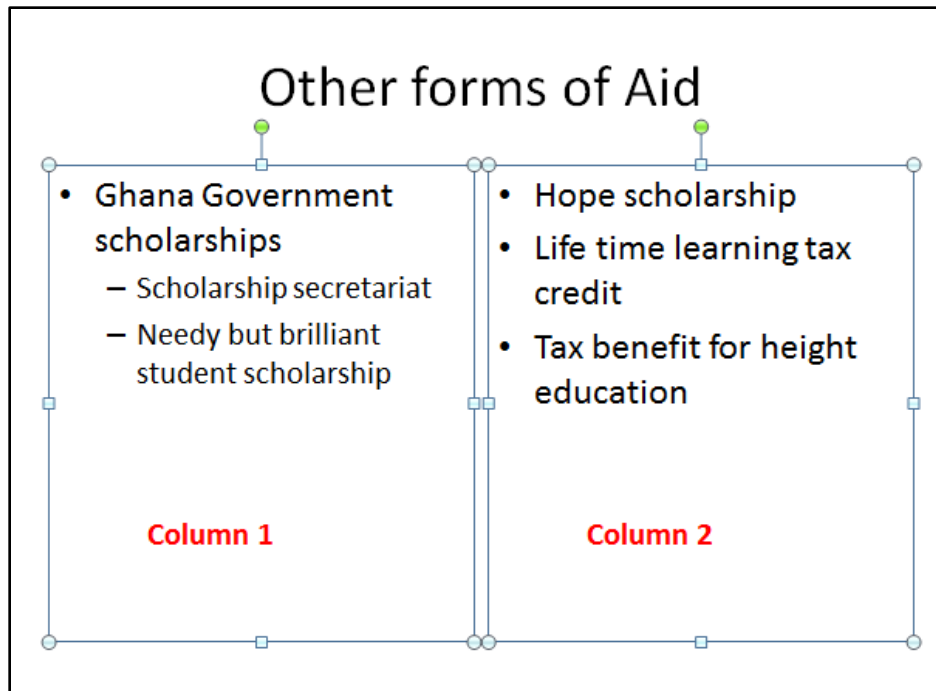 Other forms of Aid
• Ghana Government
scholarships
– Scholarship secretariat
– Needy but brilliant
student scholarship
Column 1
• Hope scholarship
• Life time learning tax
credit
• Tax benefit for height
education
Column 2